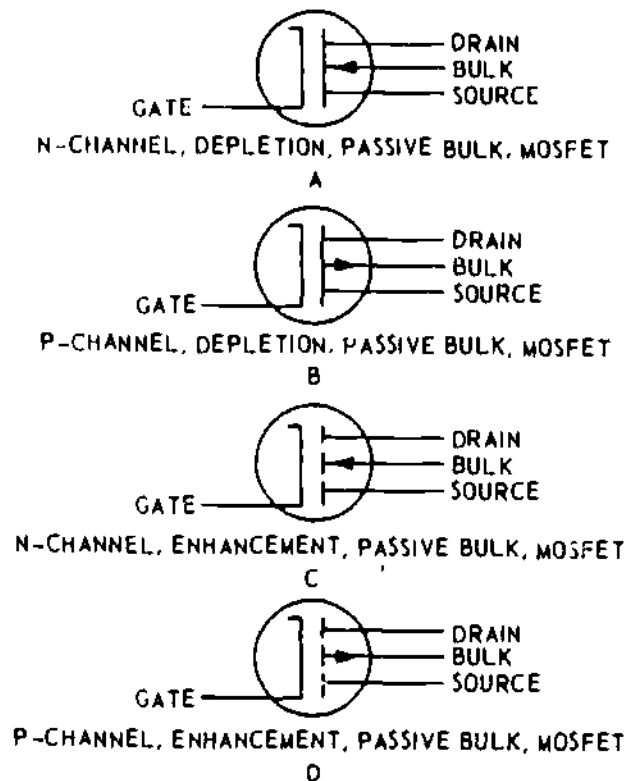 DRAIN
BULK
SOURCE
GATE
N-CHANNEL, DEPLETION, PASSIVE BULK, MOSFET
A
DRAIN
BULK
SOURCE
GATE
P-CHANNEL, DEPLETION, PASSIVE BULK, MOSFET
B
DRAIN
BULK
SOURCE
GATE
N-CHANNEL, ENHANCEMENT, PASSIVE BULK, MOSFET
C
DRAIN
BULK
SOURCE
GATE
P-CHANNEL, ENHANCEMENT, PASSIVE BULK, MOSFET
D